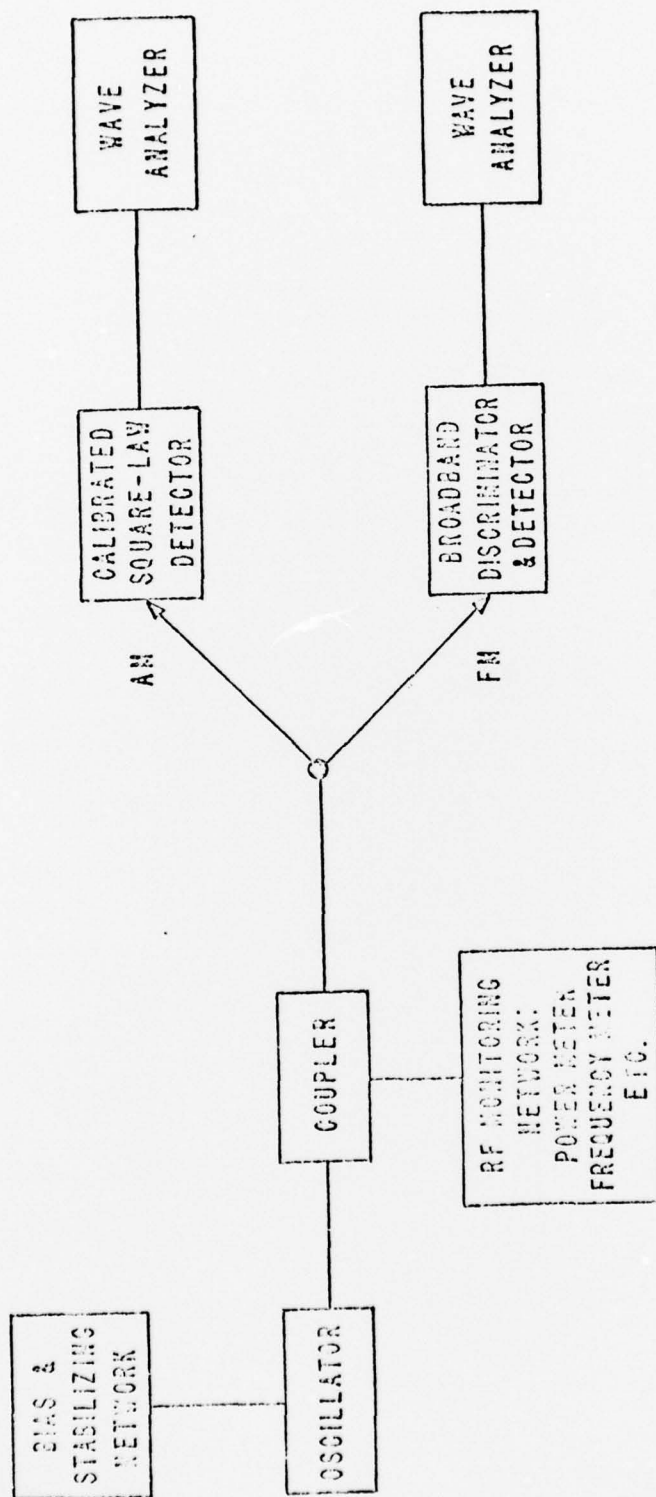 BIAS &
STABILIZING
NETWORK
OSCILLATOR
COUPLER
RF MONITORING
NETWORK:
POWER METER
FREQUENCY METER
ETC.
AM
CALIBRATED
SQUARE-LAW
DETECTOR
WAVE
ANALYZER
FM
BROADBAND
DISCRIMINATOR
& DETECTOR
WAVE
ANALYZER